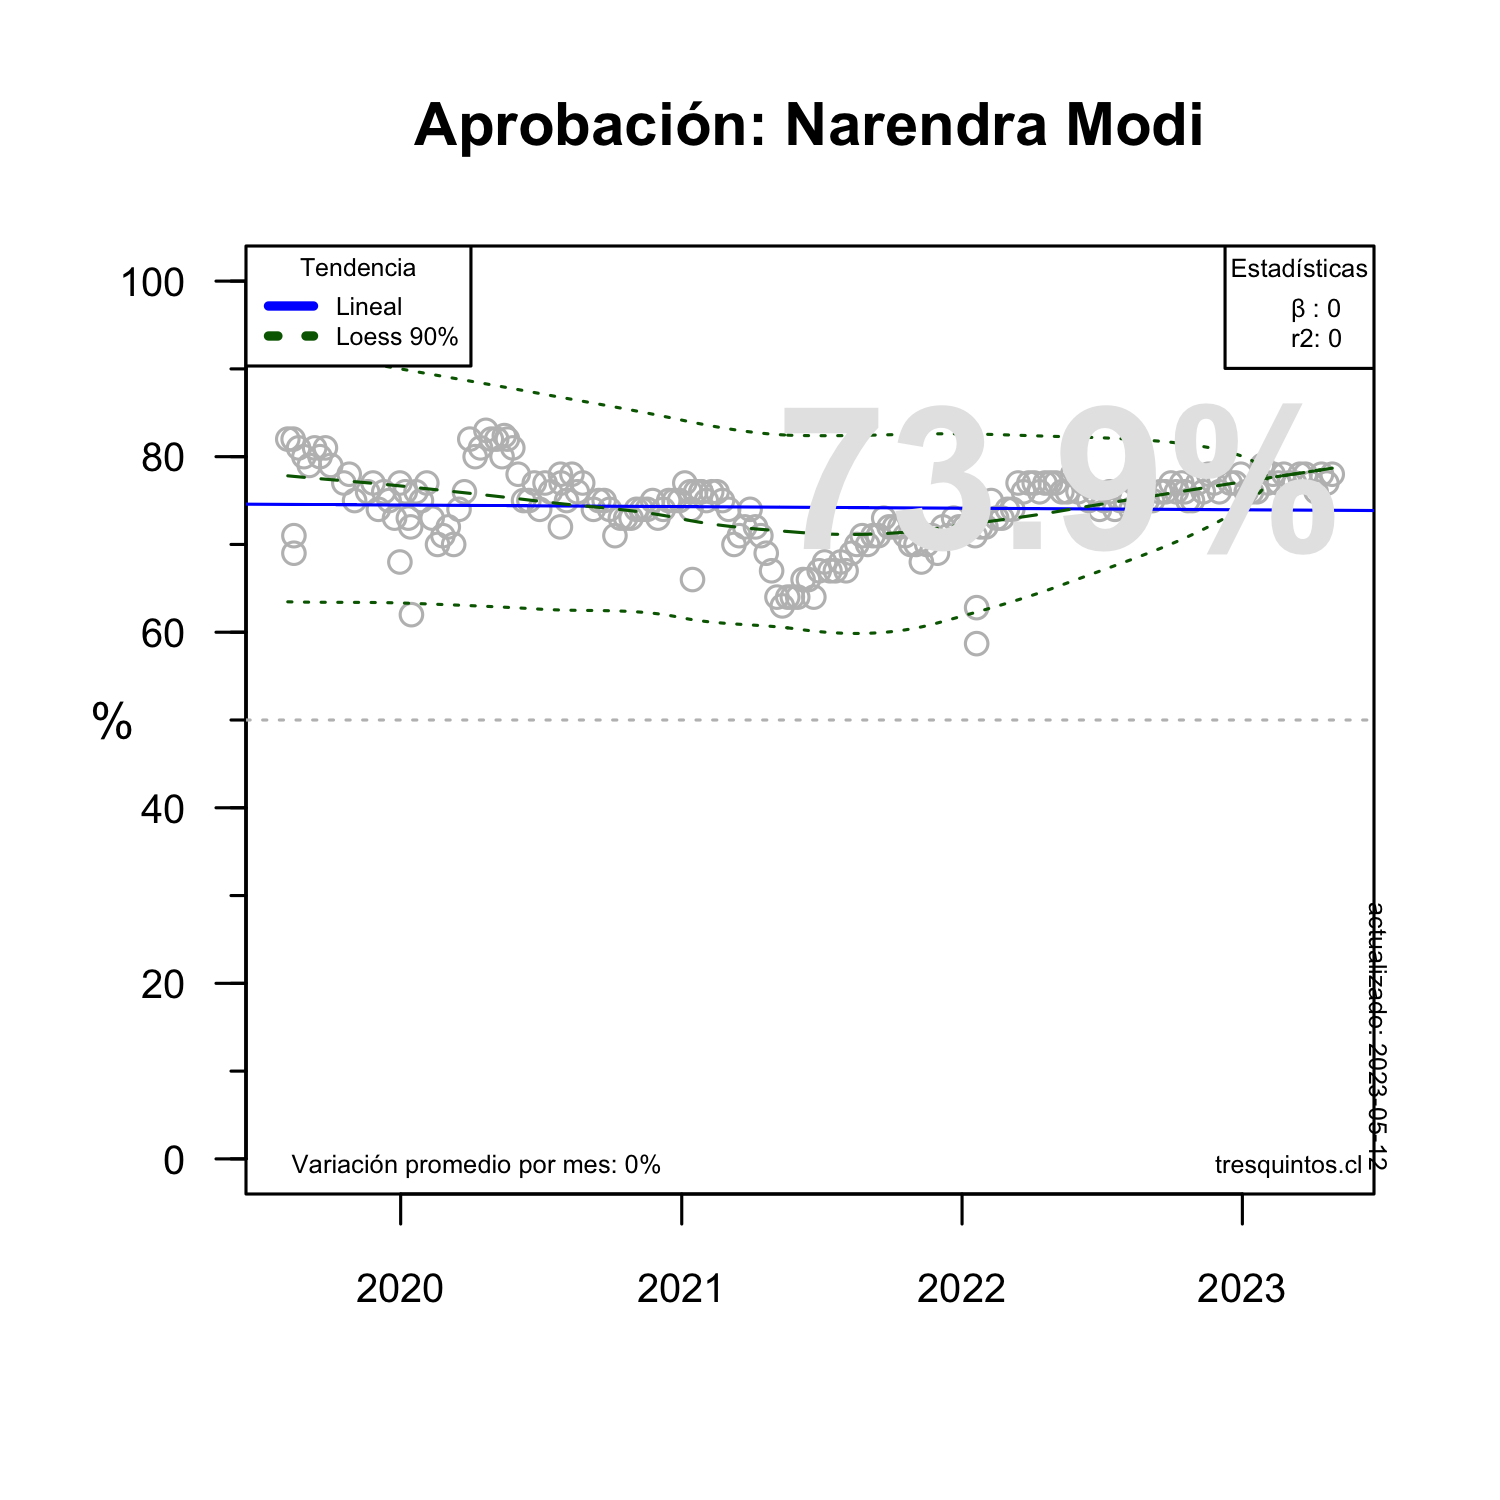 Aprobación: Narendra Modi
Tendencia
Lineal
Loess 90%
Estadísticas
β : 0
r2: 0
73.9%
100
80
60
%
40
20
0
Variación promedio por mes: 0%
tresquintos.cl
actualizado: 2023-05-12
2020
2021
2022
2023